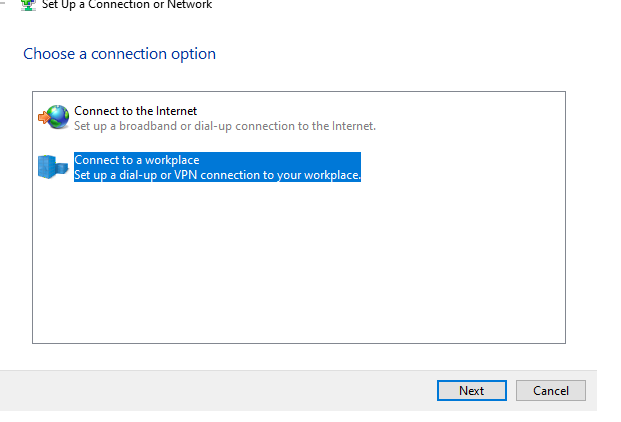 Set Up a Connection or Network
Choose a connection option
Connect to the Internet
Set up a broadband or dial-up connection to the Internet.
Connect to a workplace
Set up a dial-up or VPN connection to your workplace.
Next
Cancel